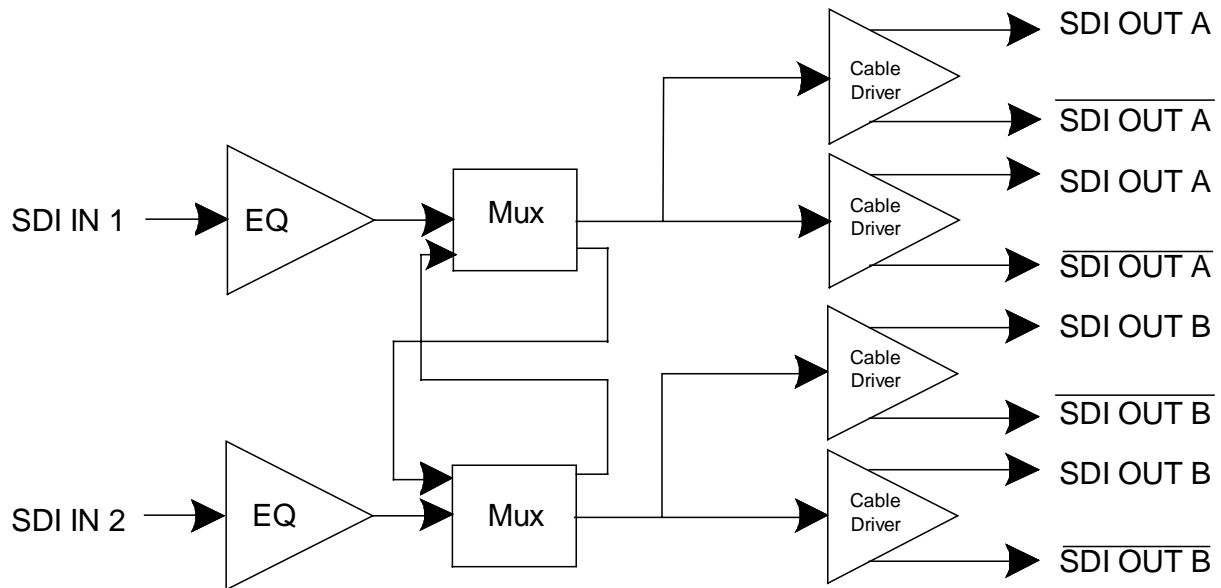 SDI OUT A
Cable
Driver
SDI OUT A
SDI OUT A
Mux
Cable
Driver
SDI IN 1
EQ
SDI OUT A
SDI OUT B
Cable
Driver
SDI OUT B
SDI OUT B
Mux
Cable
Driver
SDI IN 2
EQ
SDI OUT B